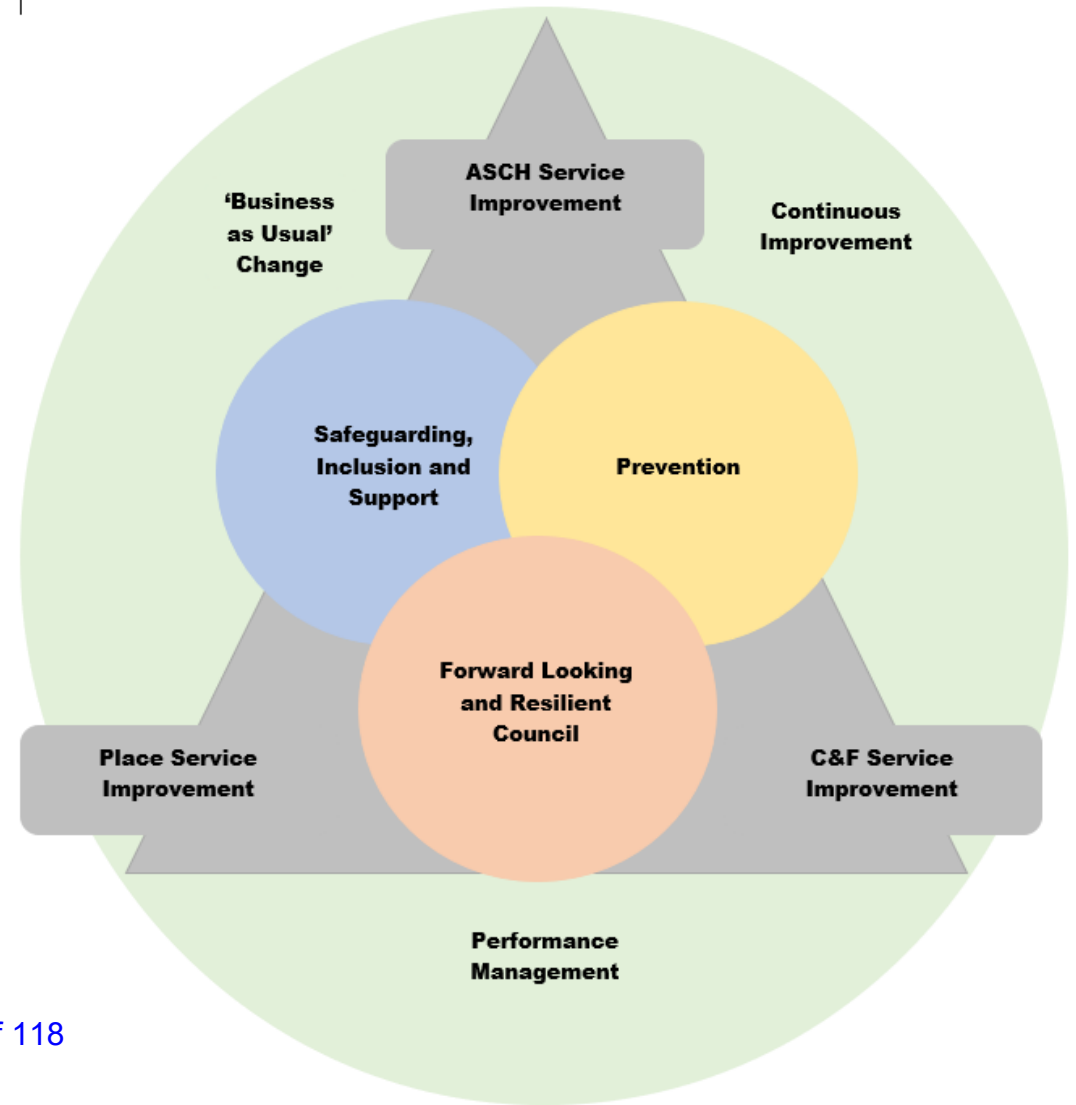 ASCH Service
Improvement
‘Business
as Usual’
Change
Continuous
Improvement
Safeguarding,
Inclusion and
Support
Prevention
Forward Looking
and Resilient
Council
Place Service
Improvement
C&F Service
Improvement
Performance
Management
118